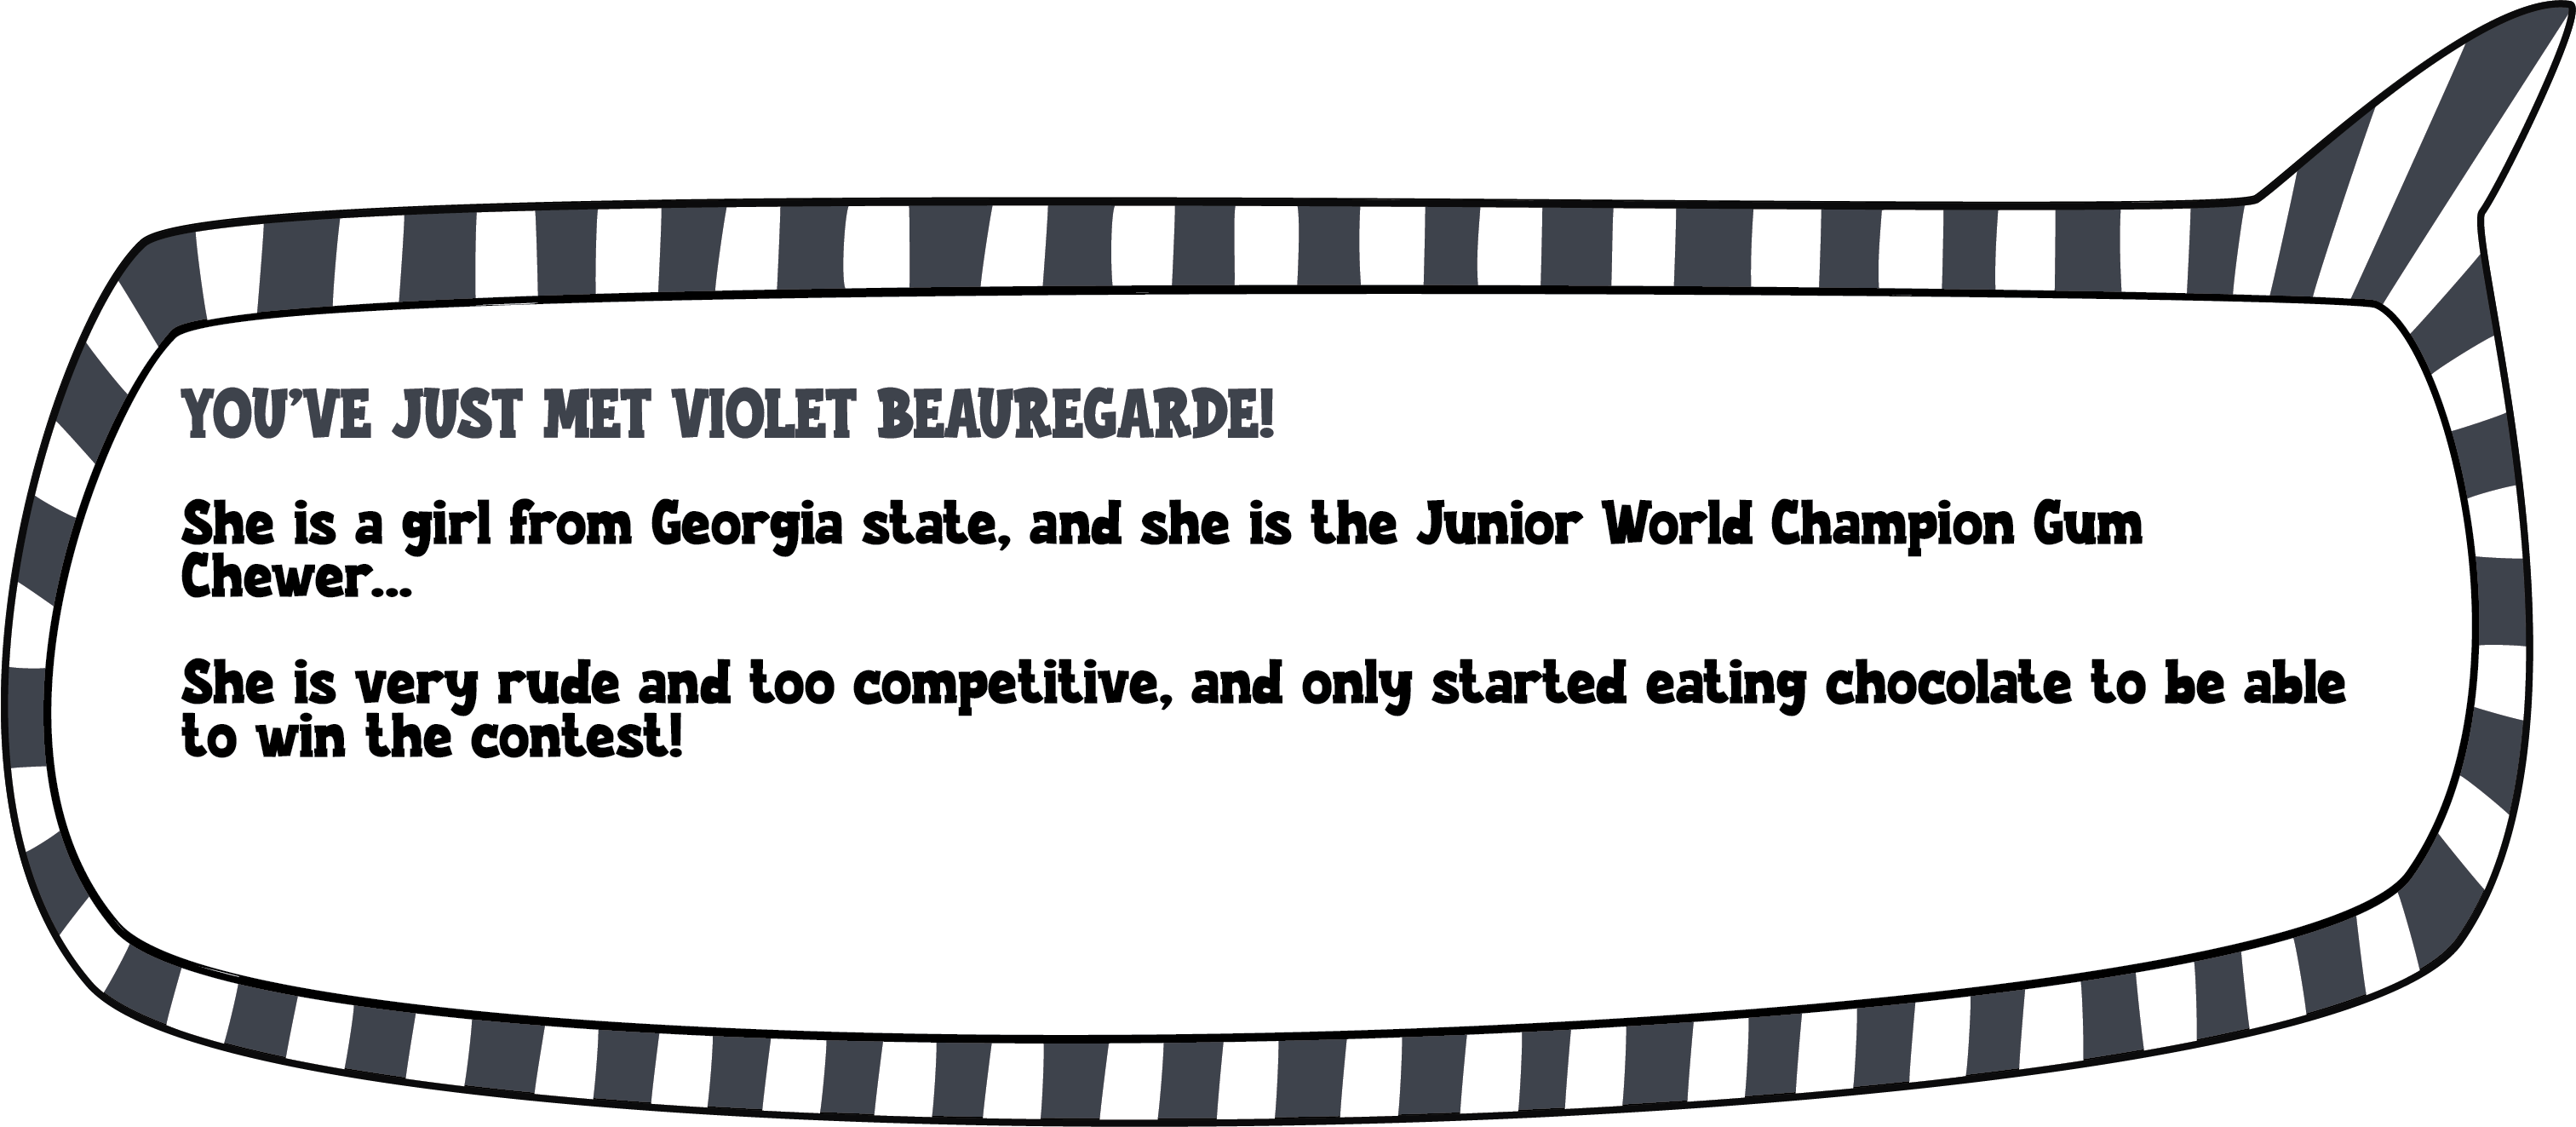 YOU'VE JUST MET VIOLET BEAUREGARDE!
She is a girl from Georgia state, and she is the Junior World Champion Gum
Chewer...
She is very rude and too competitive, and only started eating chocolate to be able
to win the contest!